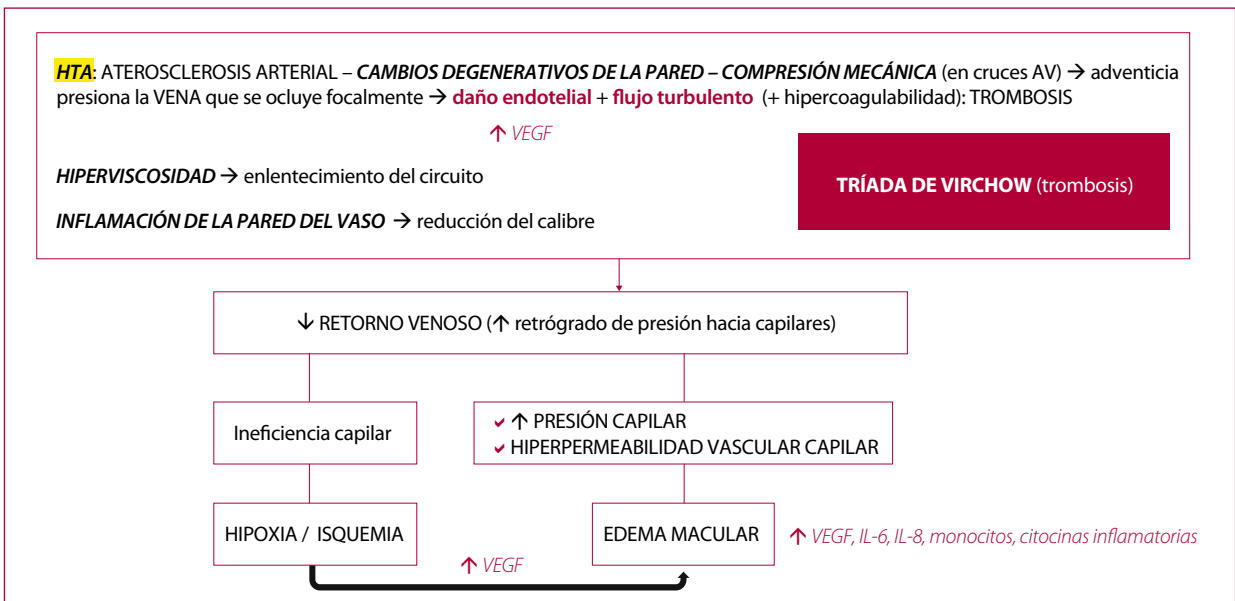 HTA: ATEROSCLEROSIS ARTERIAL – CAMBIOS DEGENERATIVOS DE LA PARED – COMPRESIÓN MECÁNICA (en cruces AV) → adventicia
presiona la VENA que se ocluye focalmente → daño endotelial + flujo turbulento (+ hipercoagulabilidad): TROMBOSIS
↑ VEGF
HIPERVISCOSIDAD → enlentecimiento del circuito
TRÍADA DE VIRCHOW (trombosis)
INFLAMACIÓN DE LA PARED DEL VASO → reducción del calibre
↓ RETORNO VENOSO (↑ retrógrado de presión hacia capilares)
Ineficiencia capilar
✓ ↑ PRESIÓN CAPILAR
✓ HIPERPERMEABILIDAD VASCULAR CAPILAR
HIPOXIA / ISQUEMIA
EDEMA MACULAR
↑ VEGF, IL-6, IL-8, monocitos, citocinas inflamatorias
↑ VEGF